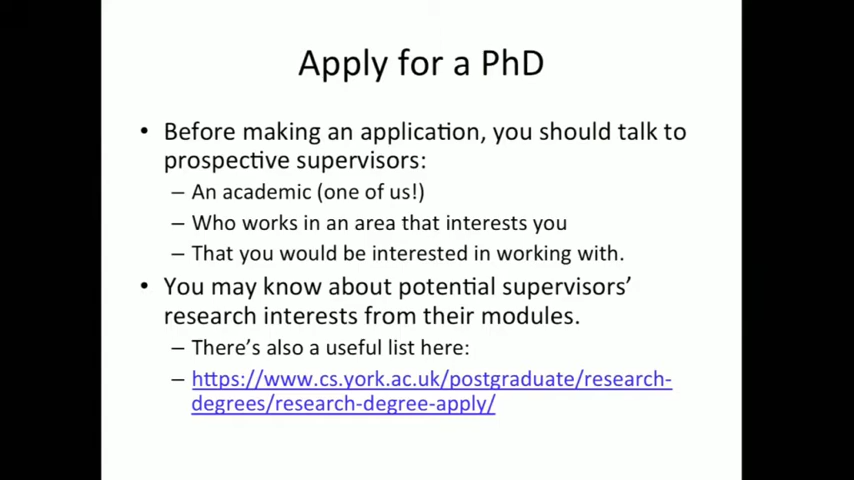 Apply for a PhD
• Before making an application, you should talk to
prospective supervisors:
– An academic (one of us!)
– Who works in an area that interests you
– That you would be interested in working with.
• You may know about potential supervisors’
research interests from their modules.
– There’s also a useful list here:
– https://www.cs.york.ac.uk/postgraduate/research-
degrees/research-degree-apply/